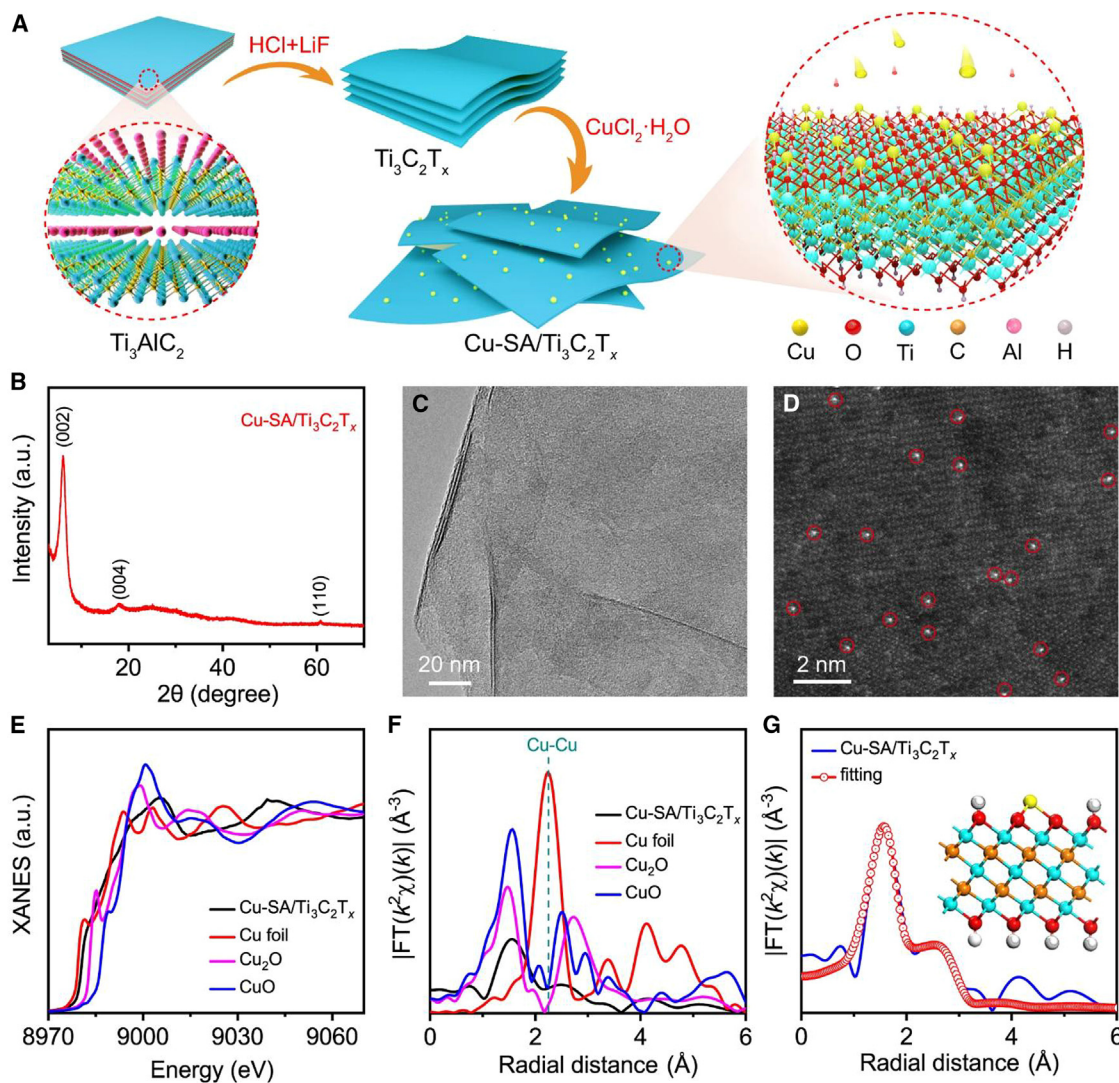 A
HCl+LiF
Ti₃C₂Tₓ
CuCl₂·H₂O
Ti₃AlC₂
Cu-SA/Ti₃C₂Tₓ
Cu O Ti C Al H
B
Cu-SA/Ti₃C₂Tₓ
(002)
(004)
(110)
Intensity (a.u.)
20 40 60
2θ (degree)
C
20 nm
D
2 nm
E
XANES (a.u.)
Cu-SA/Ti₃C₂Tₓ
Cu foil
Cu₂O
CuO
8970 9000 9030 9060
Energy (eV)
F
Cu-Cu
|FT(k²χ)(k)| (Å⁻³)
Cu-SA/Ti₃C₂Tₓ
Cu foil
Cu₂O
CuO
0 2 4 6
Radial distance (Å)
G
Cu-SA/Ti₃C₂Tₓ
fitting
|FT(k²χ)(k)| (Å⁻³)
0 2 4 6
Radial distance (Å)